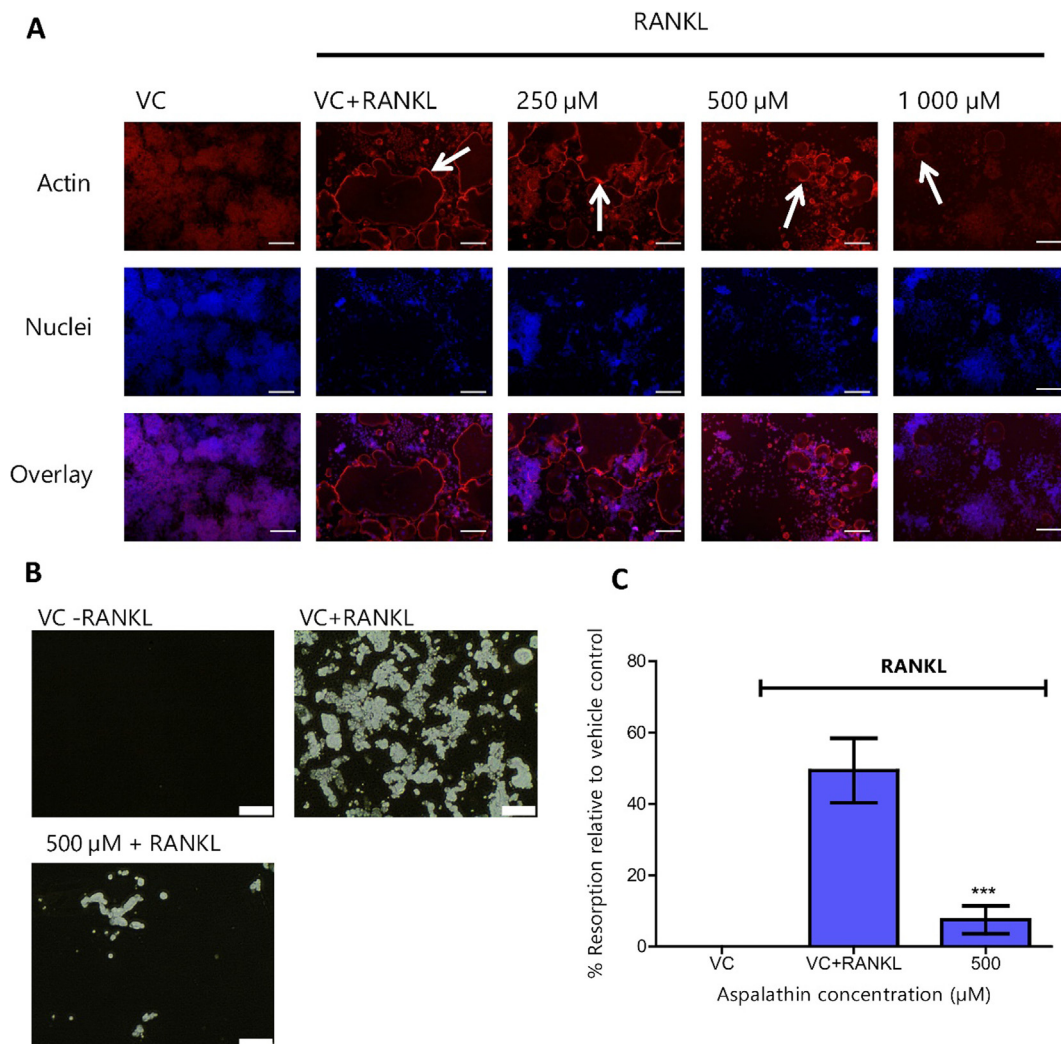 A
RANKL
VC VC+RANKL 250 µM 500 µM 1 000 µM
Actin
Nuclei
Overlay
B
VC -RANKL VC+RANKL
500 µM + RANKL
C
% Resorption relative to vehicle control
80
60
40
20
0
RANKL
***
VC VC+RANKL 500
Aspalathin concentration (µM)